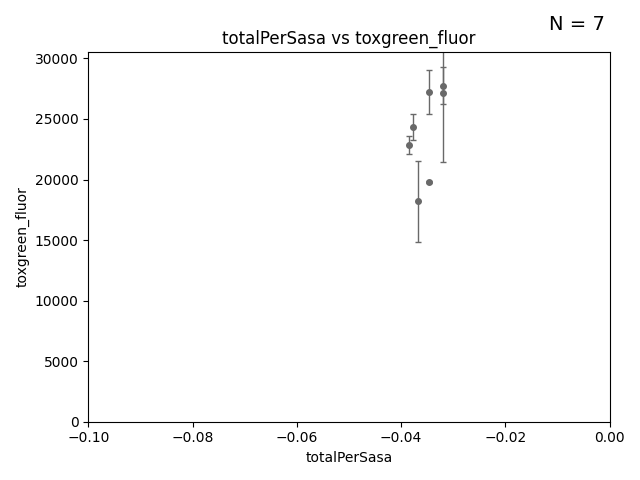 N = 7
totalPerSasa vs toxgreen_fluor
30000
25000
20000
15000
10000
5000
0
toxgreen_fluor
−0.10 −0.08 −0.06 −0.04 −0.02 0.00
totalPerSasa